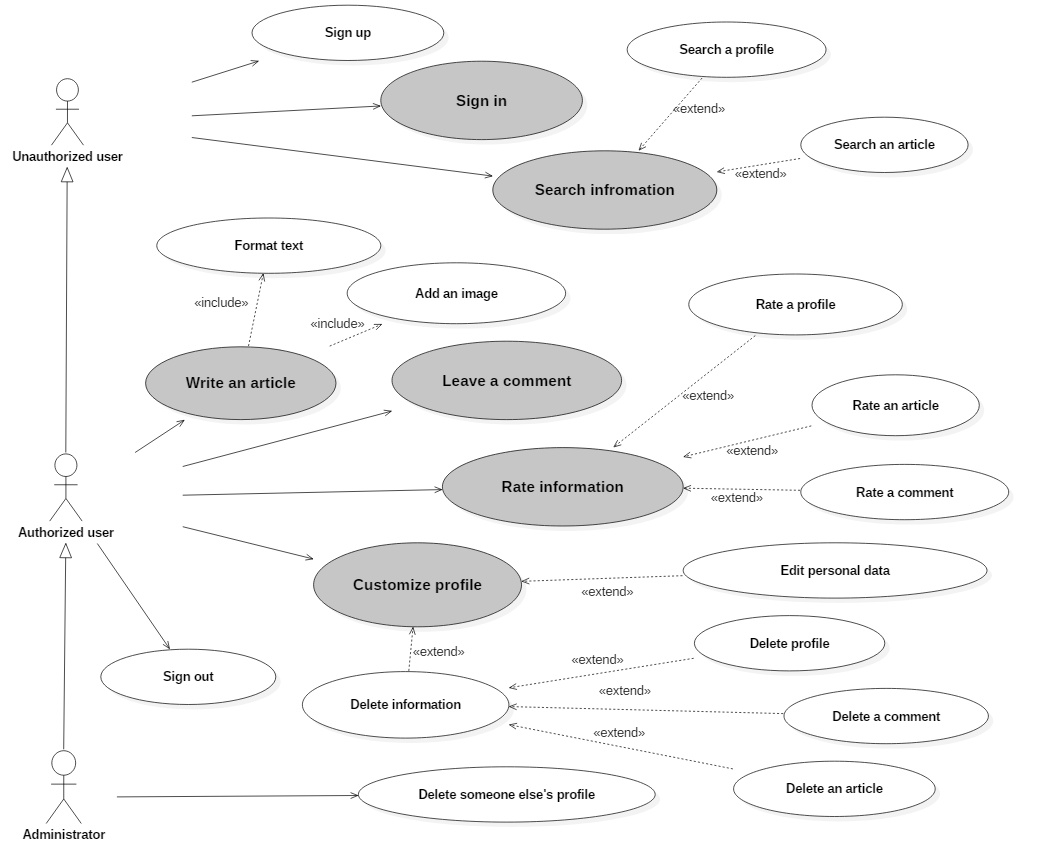 Sign up
Search a profile
Sign in
«extend»
Unauthorized user
Search an article
«extend»
Search infromation
Format text
Add an image
«include»
«include»
Rate a profile
Write an article
Leave a comment
«extend»
Rate an article
«extend»
Rate information
Rate a comment
«extend»
Authorized user
Customize profile
Edit personal data
«extend»
Delete profile
«extend»
«extend»
Sign out
«extend»
Delete information
Delete a comment
«extend»
Delete an article
Delete someone else's profile
Administrator